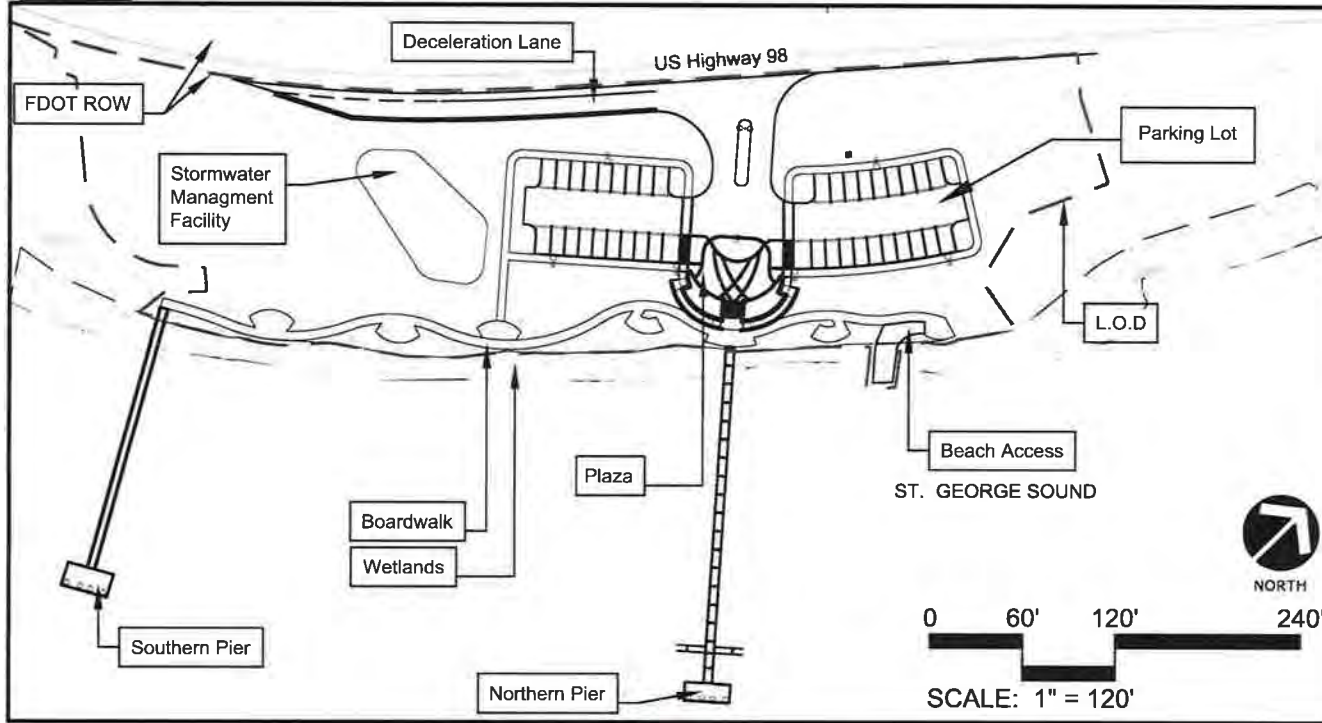 Deceleration Lane
US Highway 98
FDOT ROW
Parking Lot
Stormwater
Managment
Facility
L.O.D
Beach Access
Plaza
ST. GEORGE SOUND
Boardwalk
Wetlands
NORTH
0 60' 120' 240'
Southern Pier
Northern Pier
SCALE: 1" = 120'